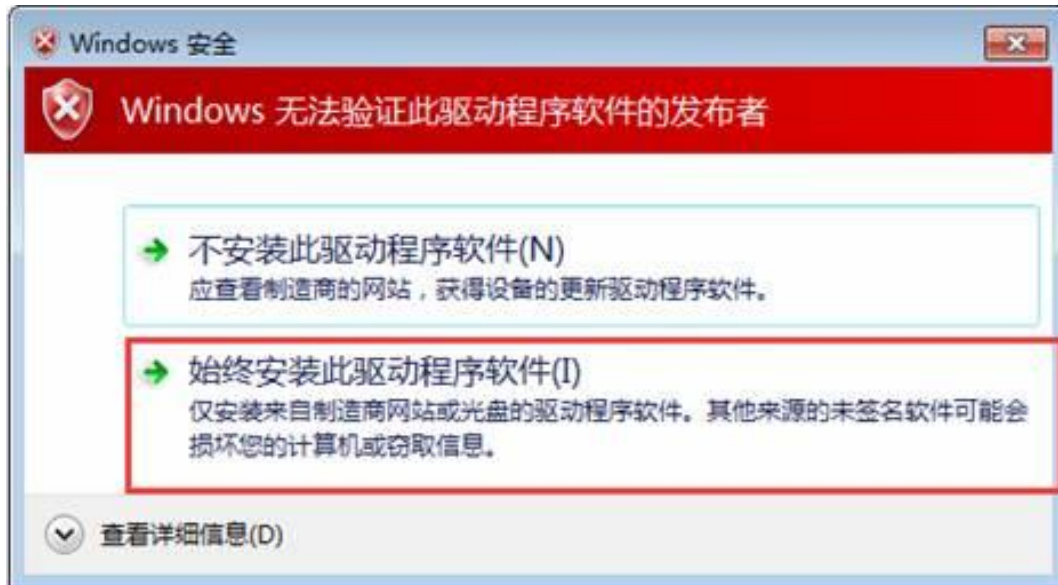 Windows 安全
Windows 无法验证此驱动程序软件的发布者
不安装此驱动程序软件(N)
应查看制造商的网站，获得设备的更新驱动程序软件。
始终安装此驱动程序软件(I)
仅安装来自制造商网站或光盘的驱动程序软件。其他来源的未签名软件可能会
损坏您的计算机或窃取信息。
查看详细信息(D)